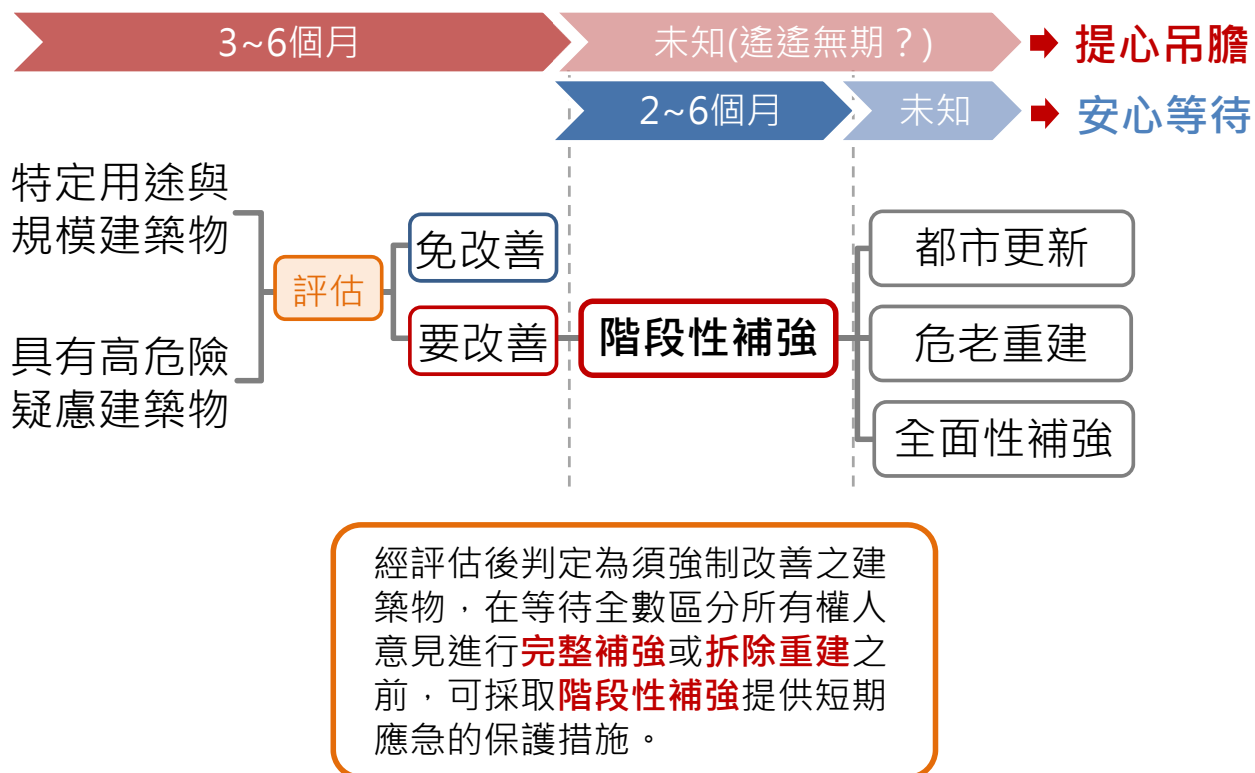 3~6個月
未知(遙遙無期？)
提心吊膽
2~6個月
未知
安心等待
特定用途與
規模建築物
具有高危險
疑慮建築物
評估
免改善
要改善
階段性補強
都市更新
危老重建
全面性補強
經評估後判定為須強制改善之建
築物，在等待全數區分所有權人
意見進行完整補強或拆除重建之
前，可採取階段性補強提供短期
應急的保護措施。